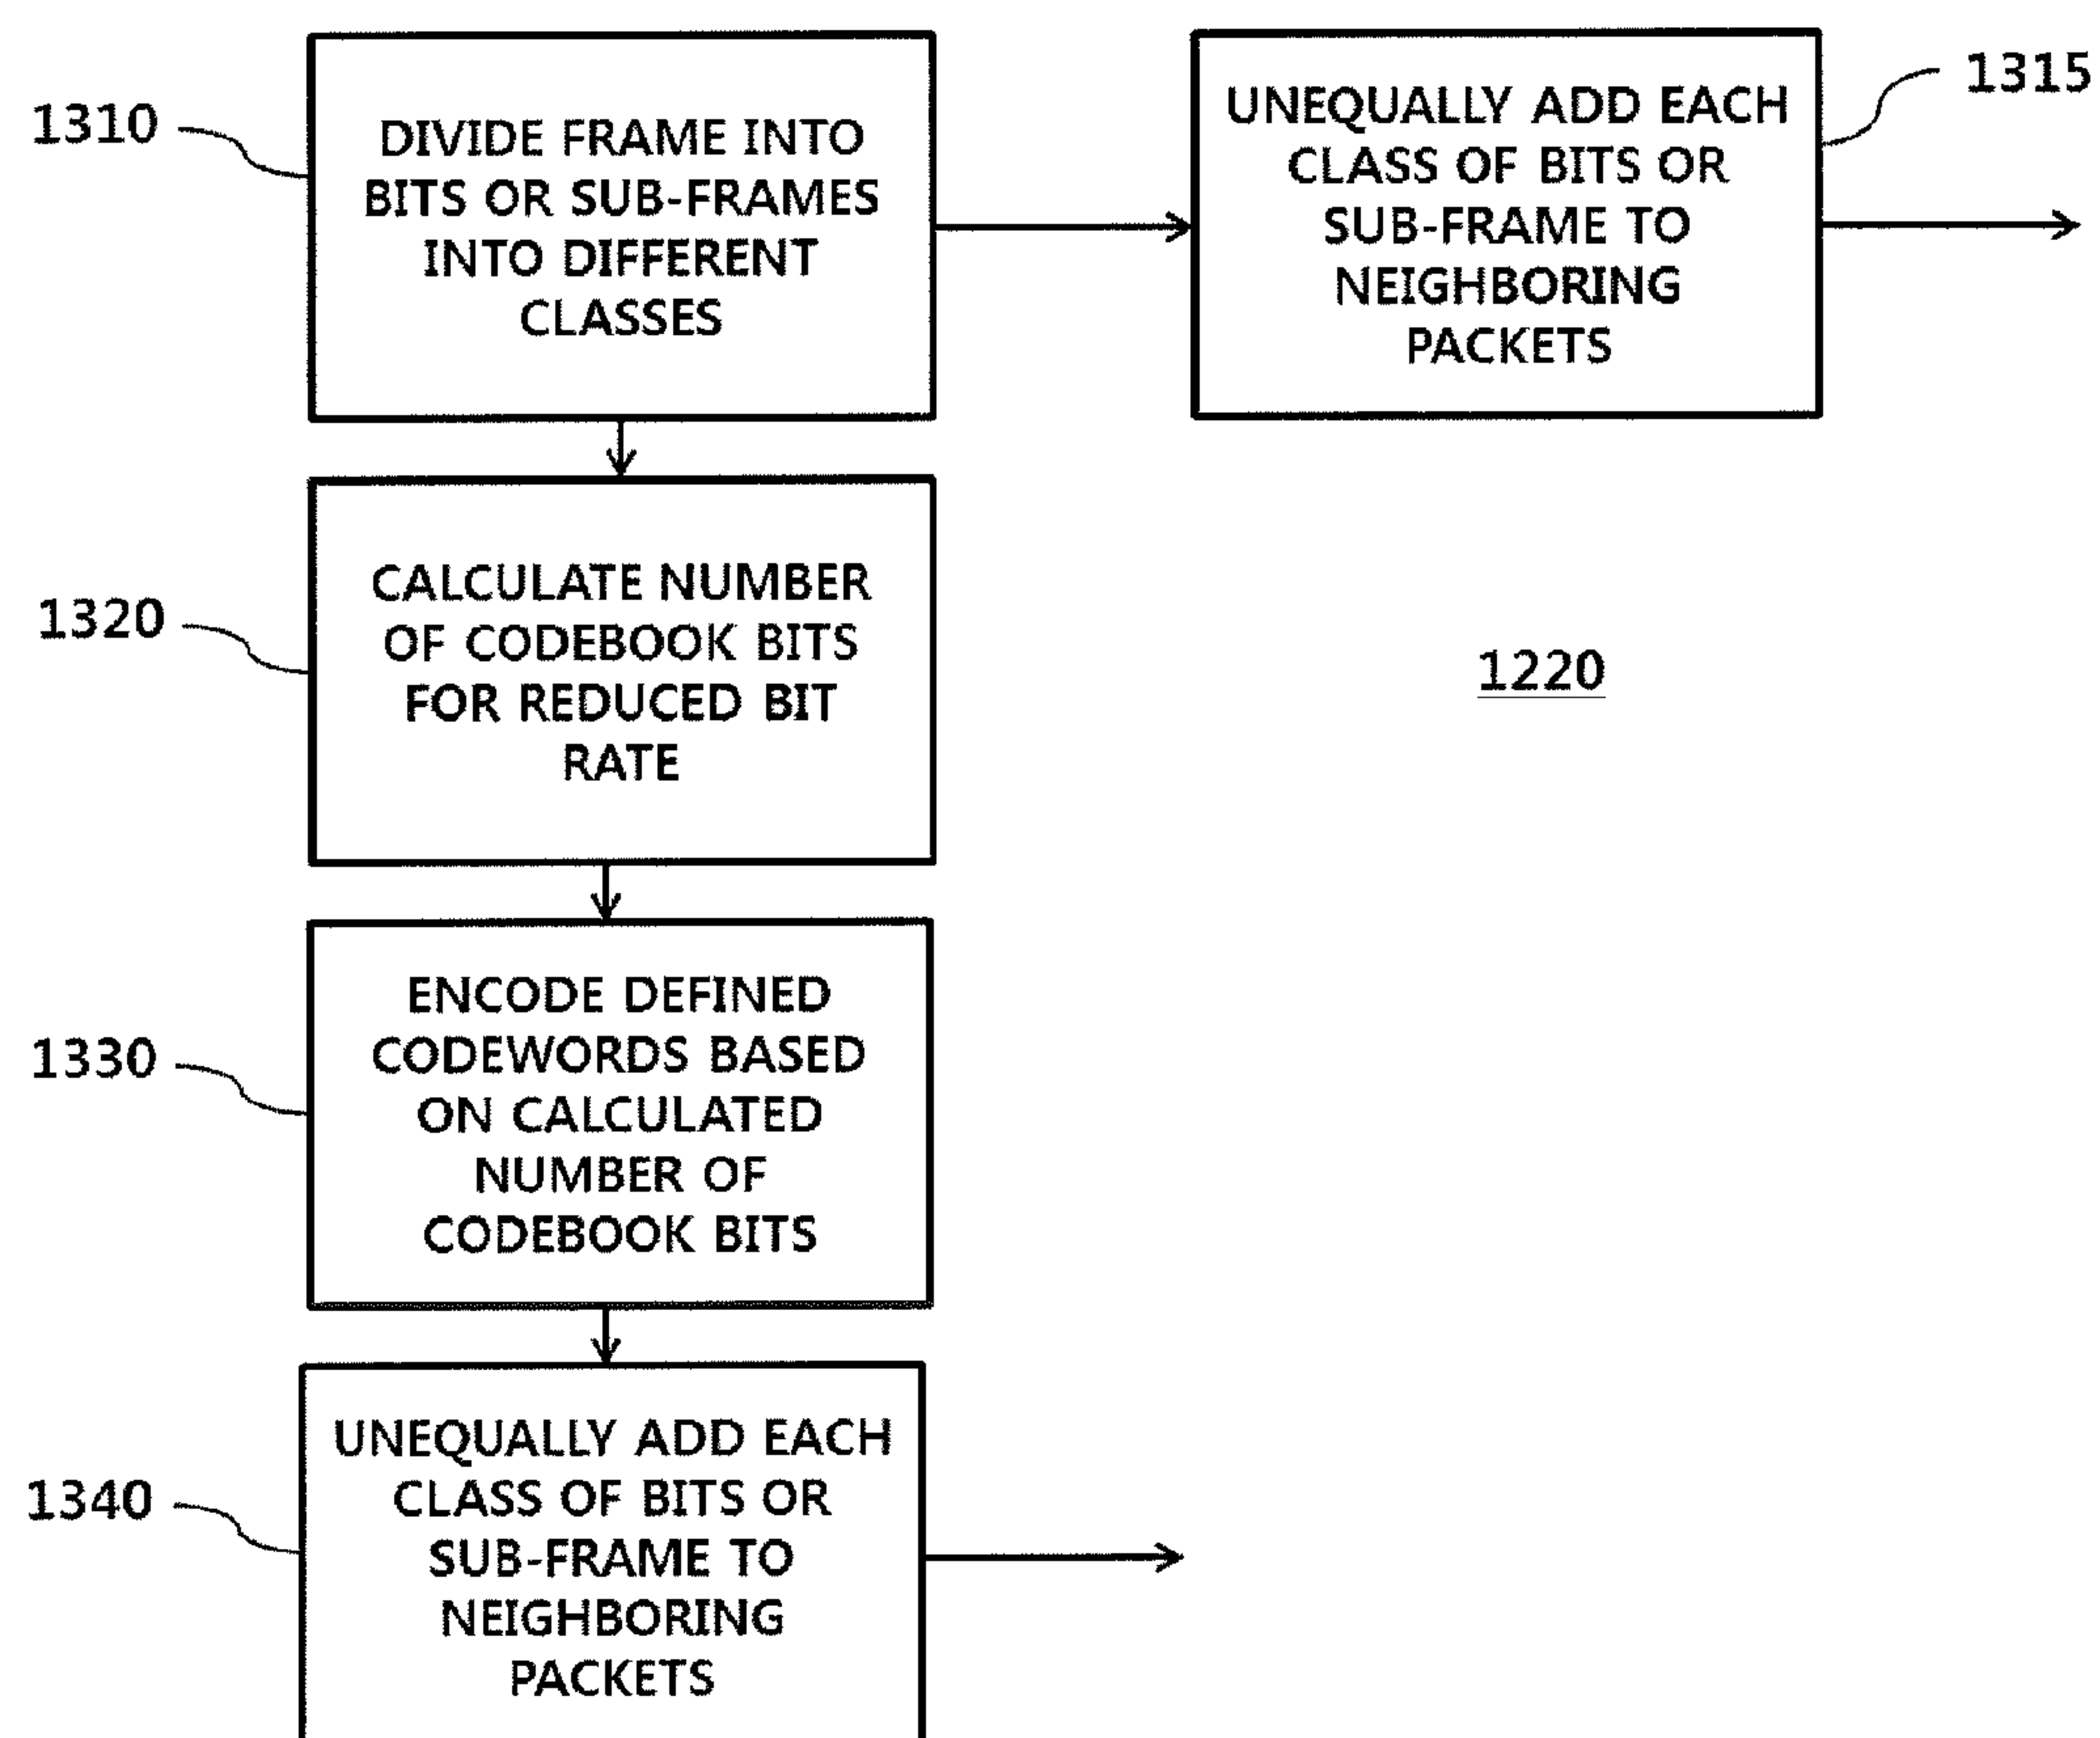 1310
DIVIDE FRAME INTO
BITS OR SUB-FRAMES
INTO DIFFERENT
CLASSES
UNEQUALLY ADD EACH
CLASS OF BITS OR
SUB-FRAME TO
NEIGHBORING
PACKETS
1315
1320
CALCULATE NUMBER
OF CODEBOOK BITS
FOR REDUCED BIT
RATE
1220
1330
ENCODE DEFINED
CODEWORDS BASED
ON CALCULATED
NUMBER OF
CODEBOOK BITS
1340
UNEQUALLY ADD EACH
CLASS OF BITS OR
SUB-FRAME TO
NEIGHBORING
PACKETS